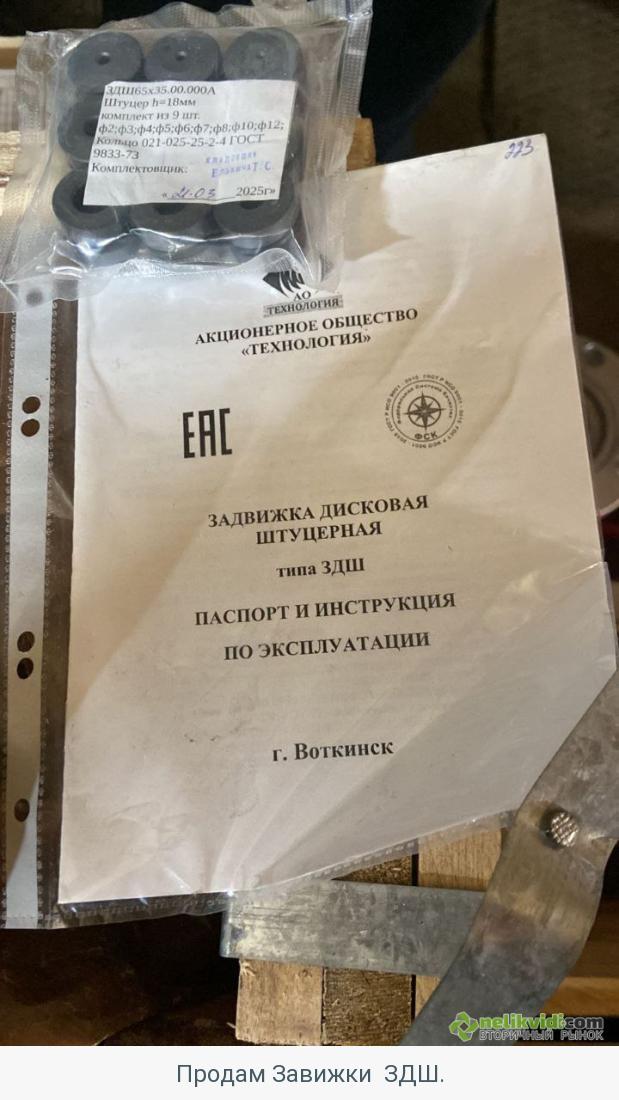 ЗДШ65х35.00.000А
Штуцер h=18мм
комплект из 9 шт.
ф2;ф3;ф4;ф5;ф6;ф7;ф8;ф10;ф12;
Кольцо 021-025-25-2-4 ГОСТ
9833-73
Комплектовщик:
« 21.03 2025г»
223
АО
ТЕХНОЛОГИЯ
АКЦИОНЕРНОЕ ОБЩЕСТВО
«ТЕХНОЛОГИЯ»
EAC
ФСК
ЗАДВИЖКА ДИСКОВАЯ
ШТУЦЕРНАЯ
типа ЗДШ
ПАСПОРТ И ИНСТРУКЦИЯ
ПО ЭКСПЛУАТАЦИИ
г. Воткинск
nelikvidi.com
ВТОРИЧНЫЙ РЫНОК
Продам Завижки ЗДШ.